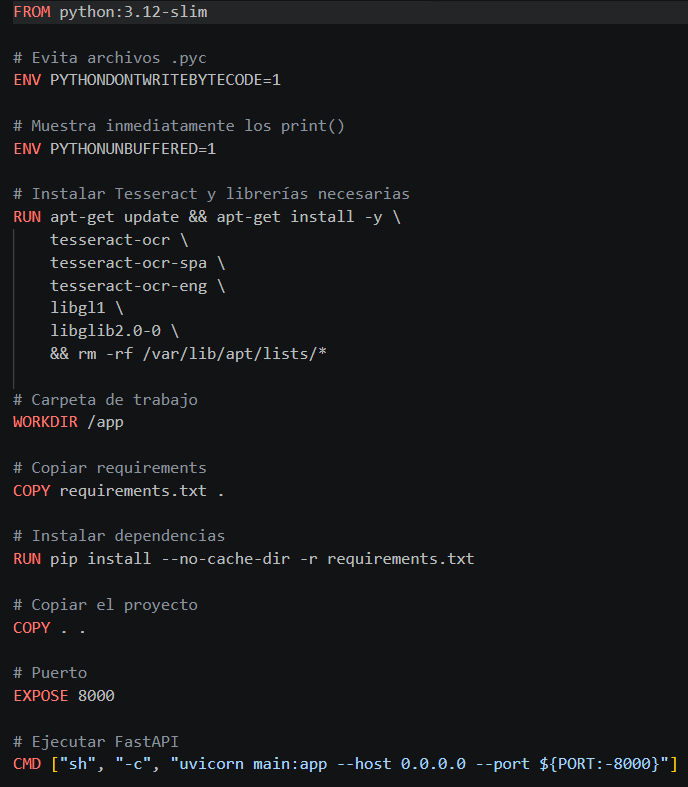 FROM python:3.12-slim
# Evita archivos .pyc
ENV PYTHONDONTWRITEBYTECODE=1
# Muestra inmediatamente los print()
ENV PYTHONUNBUFFERED=1
# Instalar Tesseract y librerías necesarias
RUN apt-get update && apt-get install -y \
    tesseract-ocr \
    tesseract-ocr-spa \
    tesseract-ocr-eng \
    libgl1 \
    libglib2.0-0 \
    && rm -rf /var/lib/apt/lists/*
# Carpeta de trabajo
WORKDIR /app
# Copiar requirements
COPY requirements.txt .
# Instalar dependencias
RUN pip install --no-cache-dir -r requirements.txt
# Copiar el proyecto
COPY . .
# Puerto
EXPOSE 8000
# Ejecutar FastAPI
CMD ["sh", "-c", "uvicorn main:app --host 0.0.0.0 --port ${PORT:-8000}"]